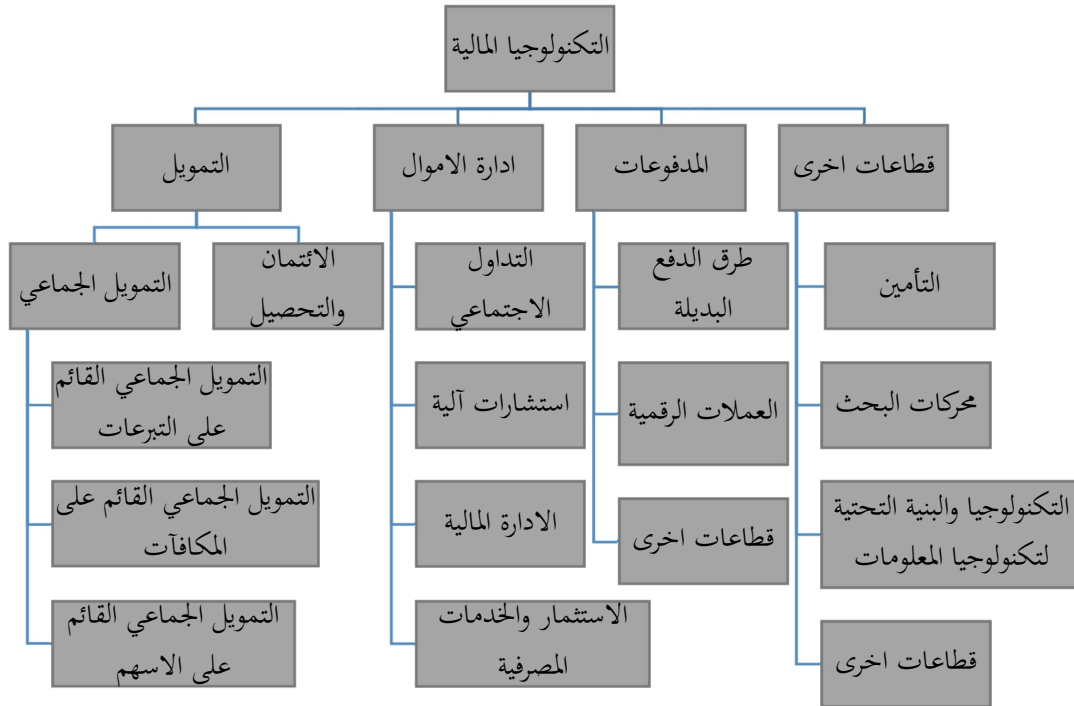 التكنولوجيا المالية
قطاعات اخرى
المدفوعات
ادارة الاموال
التمويل
التأمين
محركات البحث
التكنولوجيا والبنية التحتية
لتكنولوجيا المعلومات
قطاعات اخرى
طرق الدفع
البديلة
العملات الرقمية
قطاعات اخرى
التداول
الاجتماعي
استشارات آلية
الادارة المالية
الاستثمار والخدمات
المصرفية
الائتمان
والتحصيل
التمويل الجماعي
التمويل الجماعي القائم
على التبرعات
التمويل الجماعي القائم على
المكافآت
التمويل الجماعي القائم
على الاسهم